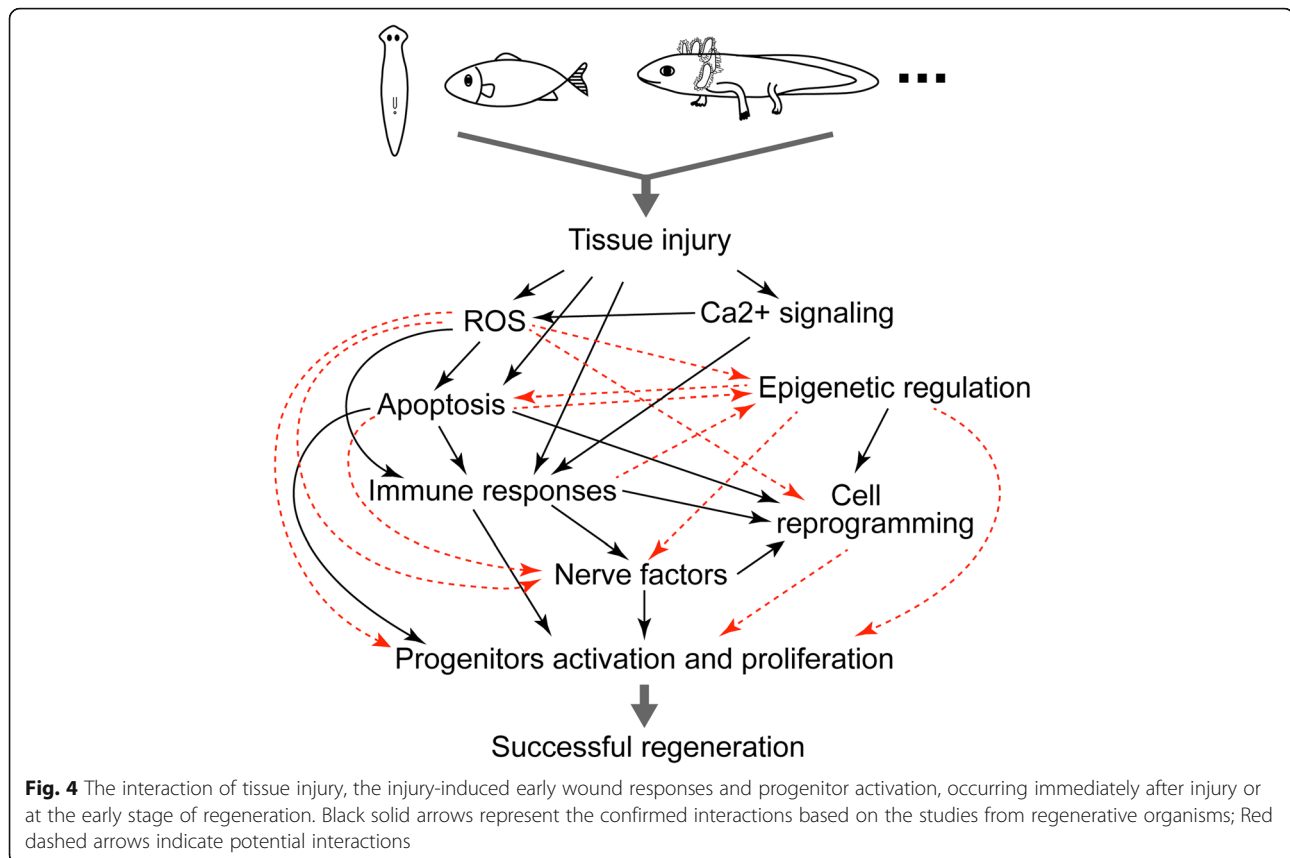 Tissue injury
ROS
Ca2+ signaling
Epigenetic regulation
Apoptosis
Immune responses
Cell
reprogramming
Nerve factors
Progenitors activation and proliferation
Successful regeneration
Fig. 4 The interaction of tissue injury, the injury-induced early wound responses and progenitor activation, occurring immediately after injury or
at the early stage of regeneration. Black solid arrows represent the confirmed interactions based on the studies from regenerative organisms; Red
dashed arrows indicate potential interactions